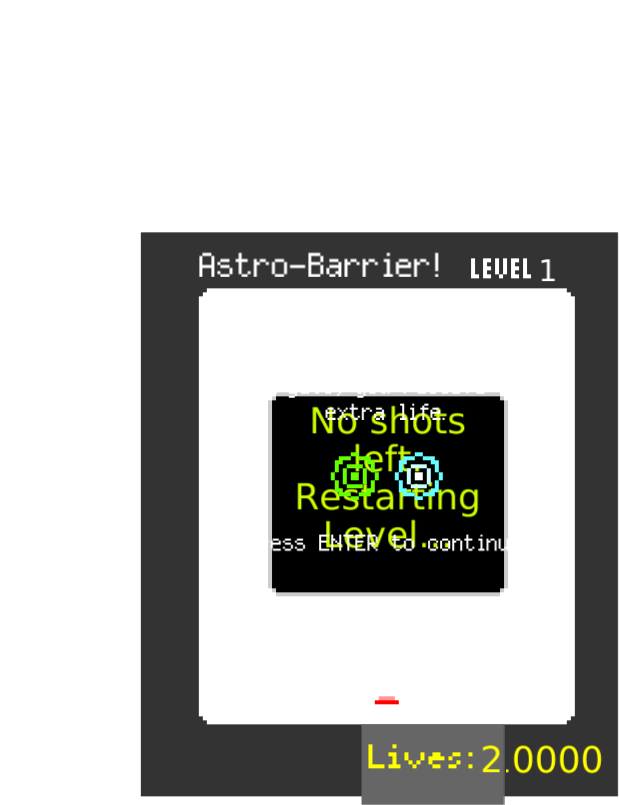 Astro-Barrier! LEVEL 1
extra life.
No shots
left.
Restarting
Level...
ess ENTER to continu
Lives: 2.0000